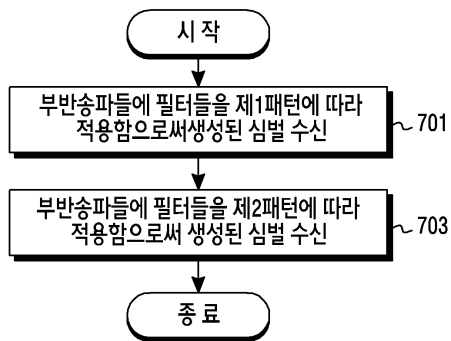 시 작
부반송파들에 필터들을 제1패턴에 따라
적용함으로써생성된 심벌 수신
701
부반송파들에 필터들을 제2패턴에 따라
적용함으로써 생성된 심벌 수신
703
종 료